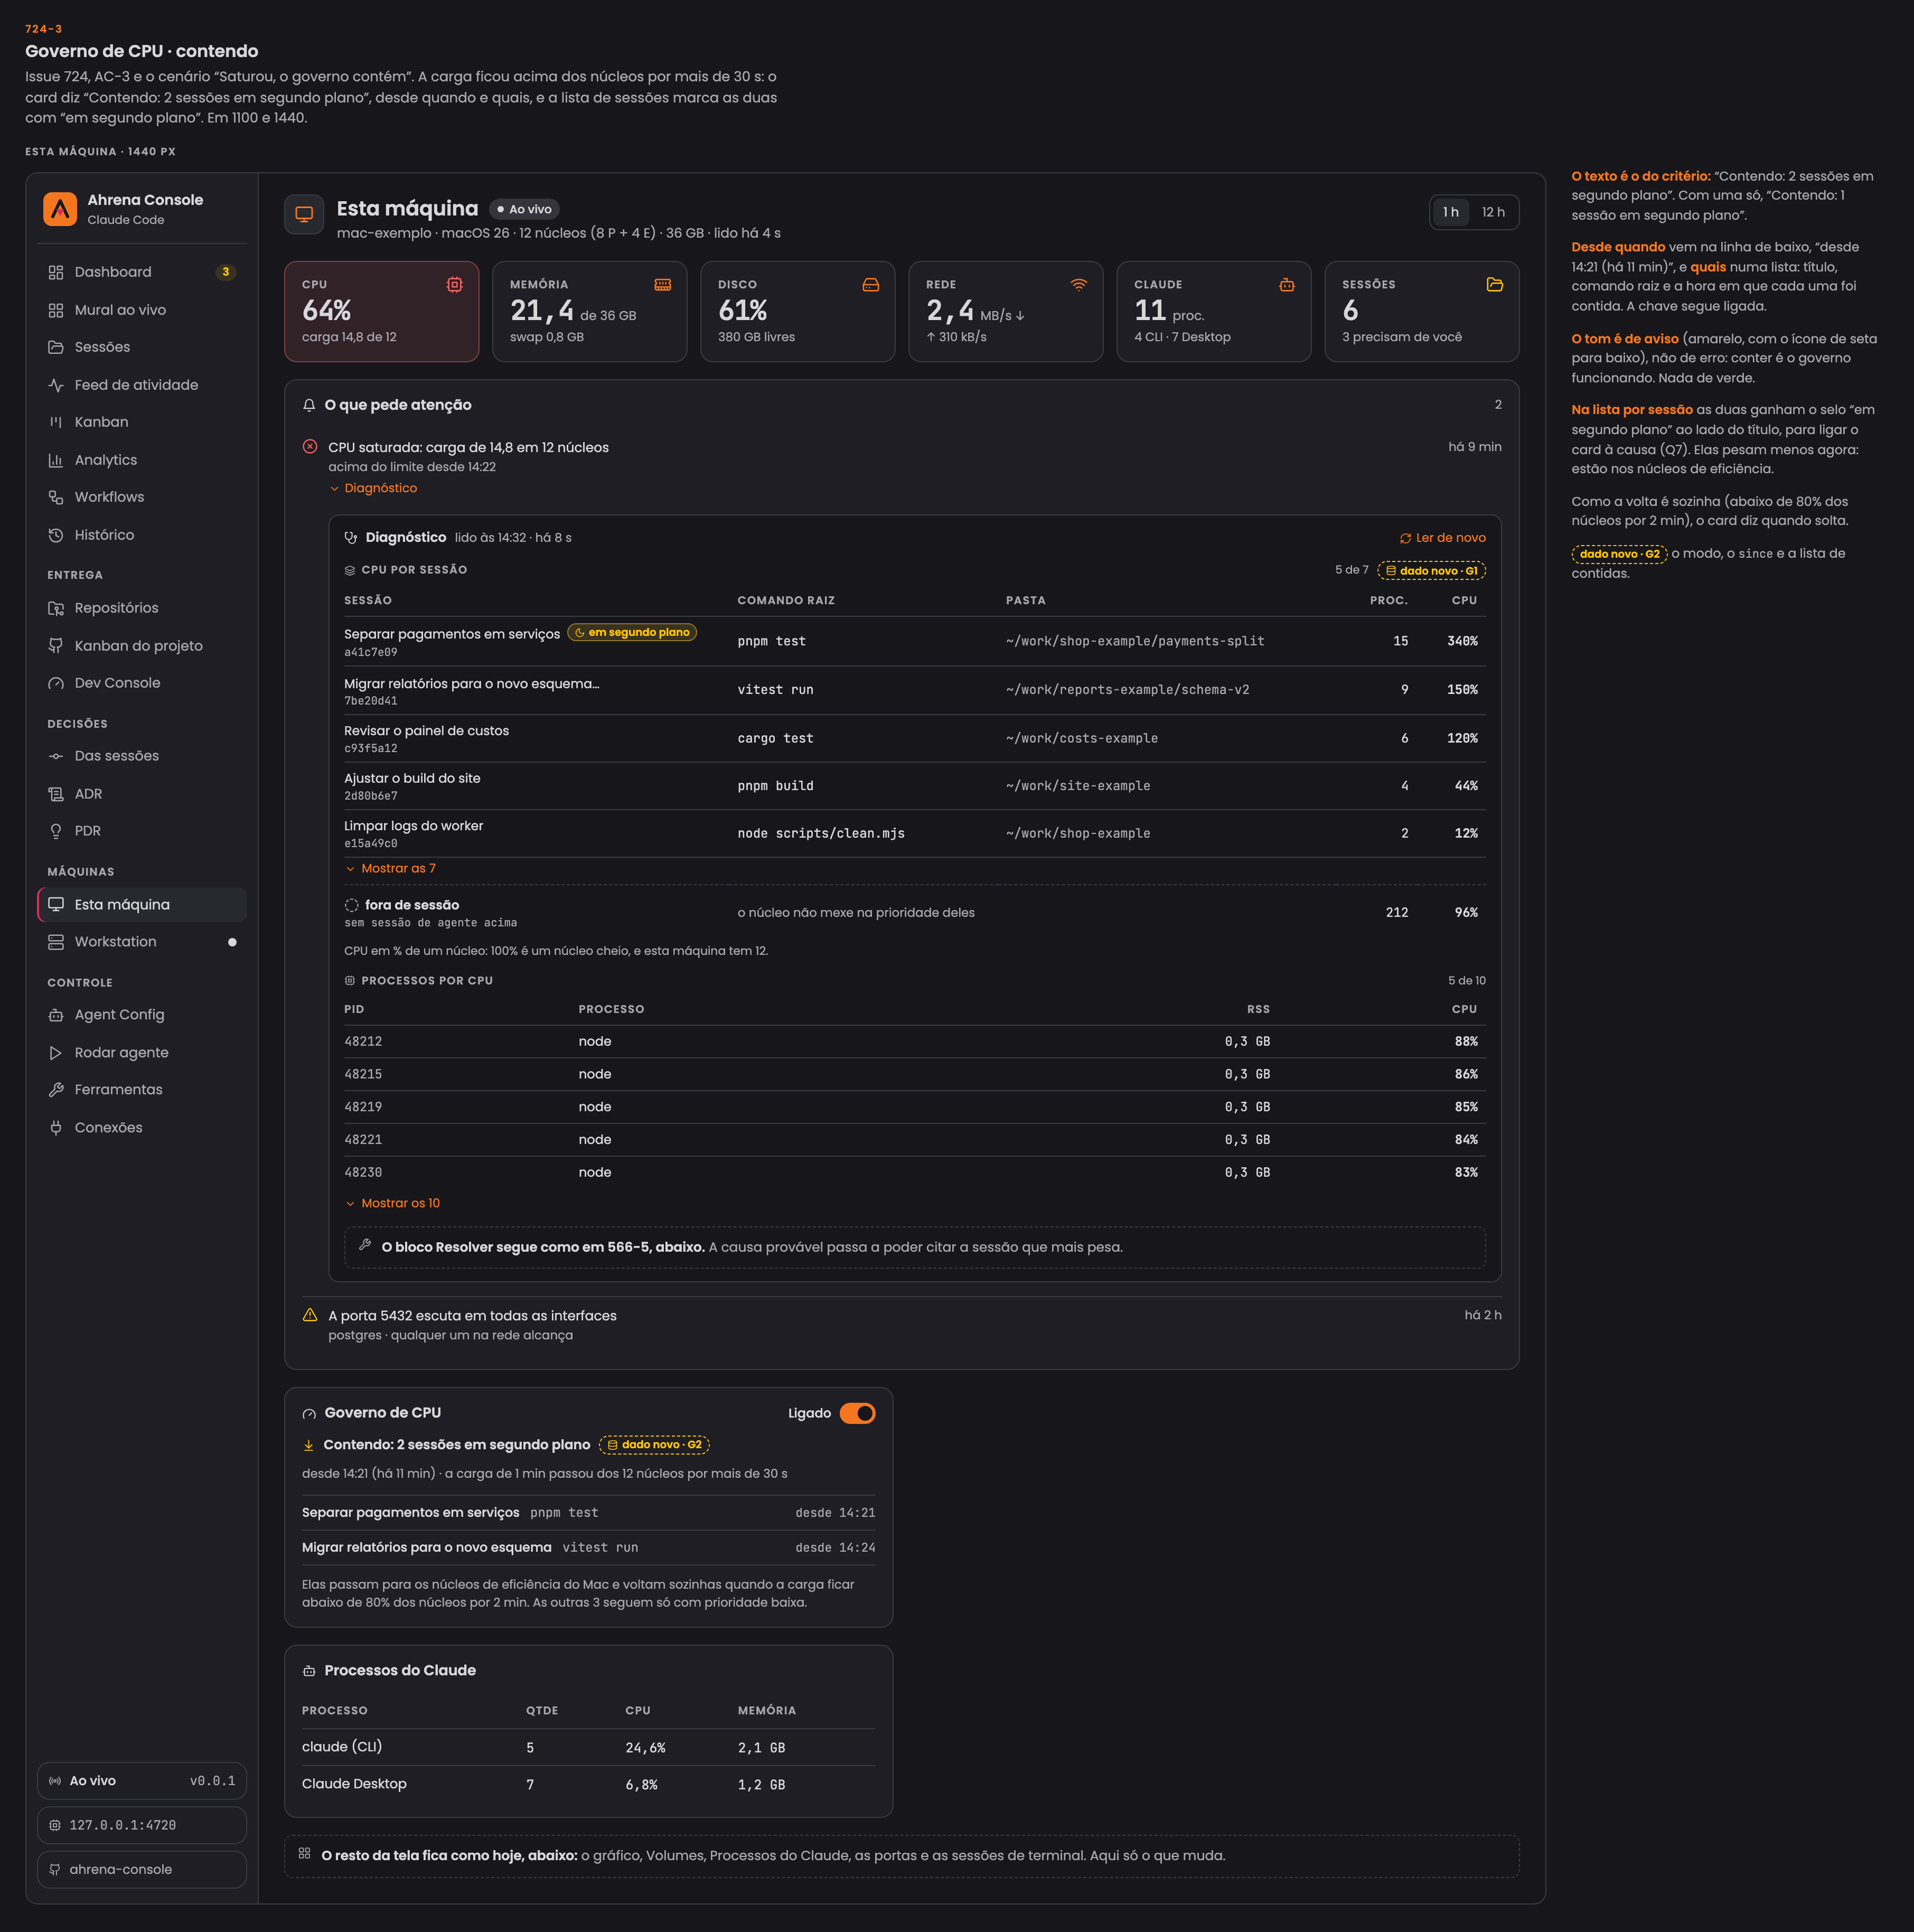 724-3
Governo de CPU · contendo
Issue 724, AC-3 e o cenário “Saturou, o governo contém”. A carga ficou acima dos núcleos por mais de 30 s: o
card diz “Contendo: 2 sessões em segundo plano”, desde quando e quais, e a lista de sessões marca as duas
com “em segundo plano”. Em 1100 e 1440.
ESTA MÁQUINA · 1440 PX
Ahrena Console
Claude Code
Dashboard 3
Mural ao vivo
Sessões
Feed de atividade
Kanban
Analytics
Workflows
Histórico
ENTREGA
Repositórios
Kanban do projeto
Dev Console
DECISÕES
Das sessões
ADR
PDR
MÁQUINAS
Esta máquina
Workstation
CONTROLE
Agent Config
Rodar agente
Ferramentas
Conexões
Ao vivo v0.0.1
127.0.0.1:4720
ahrena-console
Esta máquina Ao vivo
mac-exemplo · macOS 26 · 12 núcleos (8 P + 4 E) · 36 GB · lido há 4 s
1 h 12 h
CPU
64%
carga 14,8 de 12
MEMÓRIA
21,4 de 36 GB
swap 0,8 GB
DISCO
61%
380 GB livres
REDE
2,4 MB/s ↓
↑ 310 kB/s
CLAUDE
11 proc.
4 CLI · 7 Desktop
SESSÕES
6
3 precisam de você
O que pede atenção 2
CPU saturada: carga de 14,8 em 12 núcleos há 9 min
acima do limite desde 14:22
Diagnóstico
Diagnóstico lido às 14:32 · há 8 s Ler de novo
CPU POR SESSÃO 5 de 7 dado novo · G1
SESSÃO COMANDO RAIZ PASTA PROC. CPU
Separar pagamentos em serviços em segundo plano pnpm test ~/work/shop-example/payments-split 15 340%
a41c7e09
Migrar relatórios para o novo esquema… vitest run ~/work/reports-example/schema-v2 9 150%
7be20d41
Revisar o painel de custos cargo test ~/work/costs-example 6 120%
c93f5a12
Ajustar o build do site pnpm build ~/work/site-example 4 44%
2d80b6e7
Limpar logs do worker node scripts/clean.mjs ~/work/shop-example 2 12%
e15a49c0
Mostrar as 7
fora de sessão o núcleo não mexe na prioridade deles 212 96%
sem sessão de agente acima
CPU em % de um núcleo: 100% é um núcleo cheio, e esta máquina tem 12.
PROCESSOS POR CPU 5 de 10
PID PROCESSO RSS CPU
48212 node 0,3 GB 88%
48215 node 0,3 GB 86%
48219 node 0,3 GB 85%
48221 node 0,3 GB 84%
48230 node 0,3 GB 83%
Mostrar os 10
O bloco Resolver segue como em 566-5, abaixo. A causa provável passa a poder citar a sessão que mais pesa.
A porta 5432 escuta em todas as interfaces há 2 h
postgres · qualquer um na rede alcança
Governo de CPU Ligado
Contendo: 2 sessões em segundo plano dado novo · G2
desde 14:21 (há 11 min) · a carga de 1 min passou dos 12 núcleos por mais de 30 s
Separar pagamentos em serviços pnpm test desde 14:21
Migrar relatórios para o novo esquema vitest run desde 14:24
Elas passam para os núcleos de eficiência do Mac e voltam sozinhas quando a carga ficar
abaixo de 80% dos núcleos por 2 min. As outras 3 seguem só com prioridade baixa.
Processos do Claude
PROCESSO QTDE CPU MEMÓRIA
claude (CLI) 5 24,6% 2,1 GB
Claude Desktop 7 6,8% 1,2 GB
O resto da tela fica como hoje, abaixo: o gráfico, Volumes, Processos do Claude, as portas e as sessões de terminal. Aqui só o que muda.
O texto é o do critério: “Contendo: 2 sessões em
segundo plano”. Com uma só, “Contendo: 1
sessão em segundo plano”.
Desde quando vem na linha de baixo, “desde
14:21 (há 11 min)”, e quais numa lista: título,
comando raiz e a hora em que cada uma foi
contida. A chave segue ligada.
O tom é de aviso (amarelo, com o ícone de seta
para baixo), não de erro: conter é o governo
funcionando. Nada de verde.
Na lista por sessão as duas ganham o selo “em
segundo plano” ao lado do título, para ligar o
card à causa (Q7). Elas pesam menos agora:
estão nos núcleos de eficiência.
Como a volta é sozinha (abaixo de 80% dos
núcleos por 2 min), o card diz quando solta.
dado novo · G2 o modo, o since e a lista de
contidas.